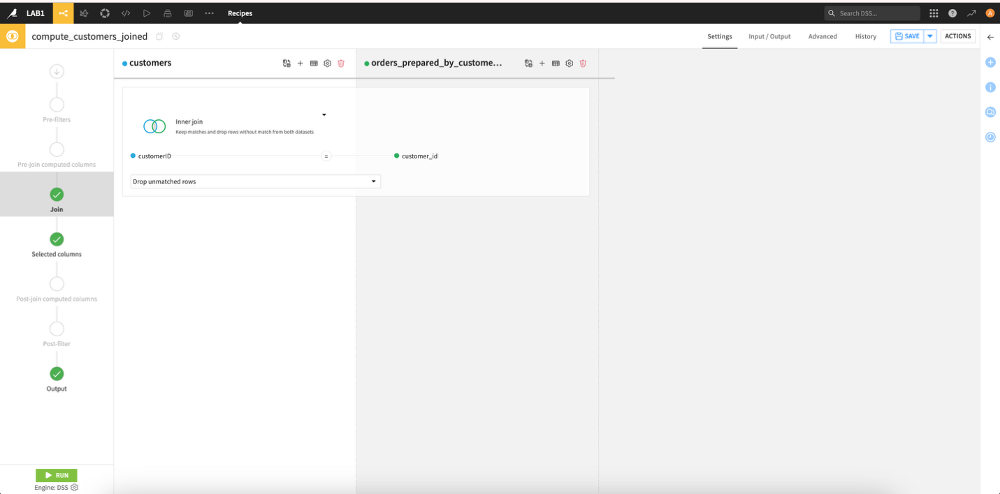 LAB1
Recipes
Search DSS...
A
compute_customers_joined
Settings
Input / Output
Advanced
History
SAVE
ACTIONS
customers
orders_prepared_by_custome...
Pre-filters
Pre-join computed columns
Join
Selected columns
Post-join computed columns
Post-filter
Output
Inner join
Keep matches and drop rows without match from both datasets
customerID
=
customer_id
Drop unmatched rows
RUN
Engine: DSS